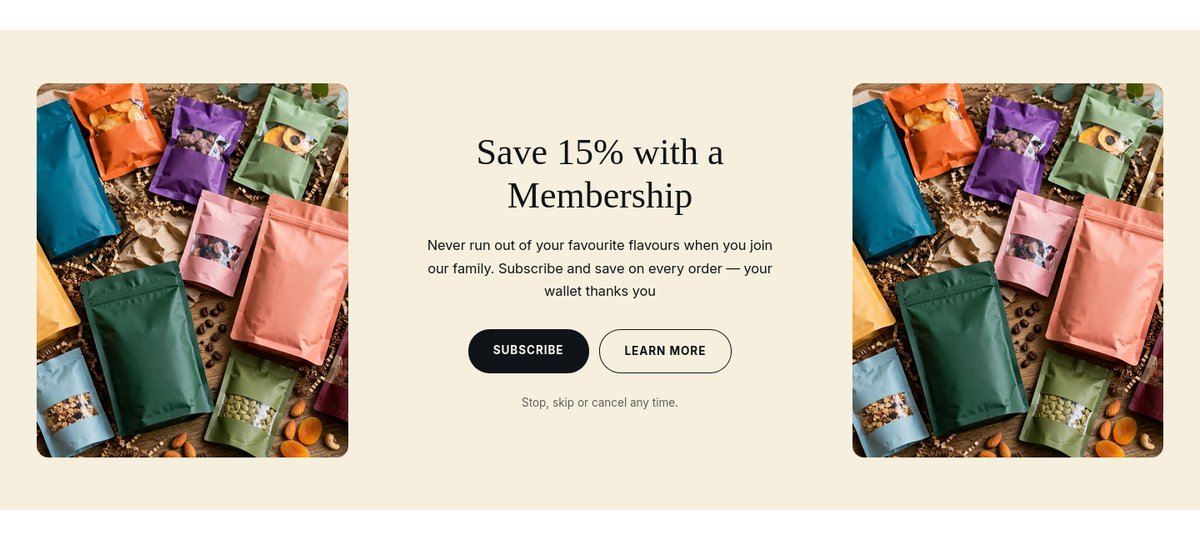 Save 15% with a
Membership
Never run out of your favourite flavours when you join
our family. Subscribe and save on every order — your
wallet thanks you
SUBSCRIBE
LEARN MORE
Stop, skip or cancel any time.